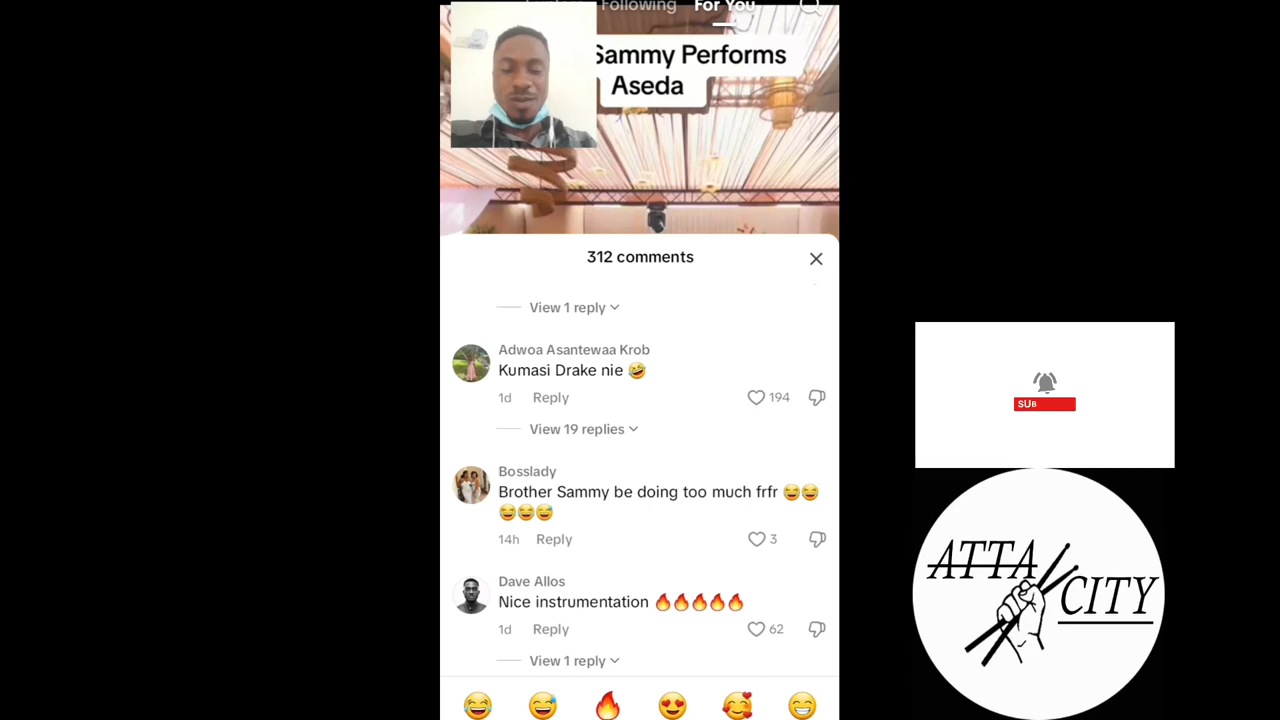 Following
For You
Sammy Performs
Aseda
312 comments
View 1 reply
Adwoa Asantewaa Krob
Kumasi Drake nie 🤣
1d Reply 194
View 19 replies
Bosslady
Brother Sammy be doing too much frfr 😂😂
😂😂😅
14h Reply 3
Dave Allos
Nice instrumentation 🔥🔥🔥🔥🔥
1d Reply 62
View 1 reply
SUB
ATTA
CITY